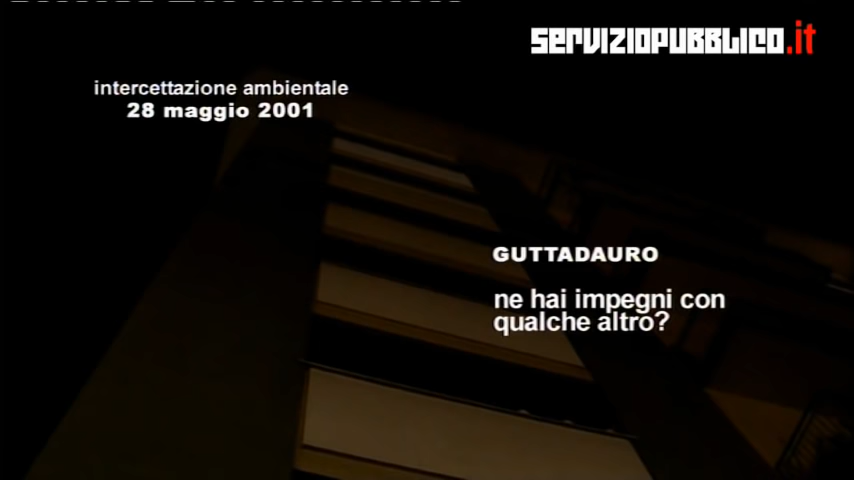 serviziopubblico.it
intercettazione ambientale
28 maggio 2001
GUTTADAURO
ne hai impegni con
qualche altro?